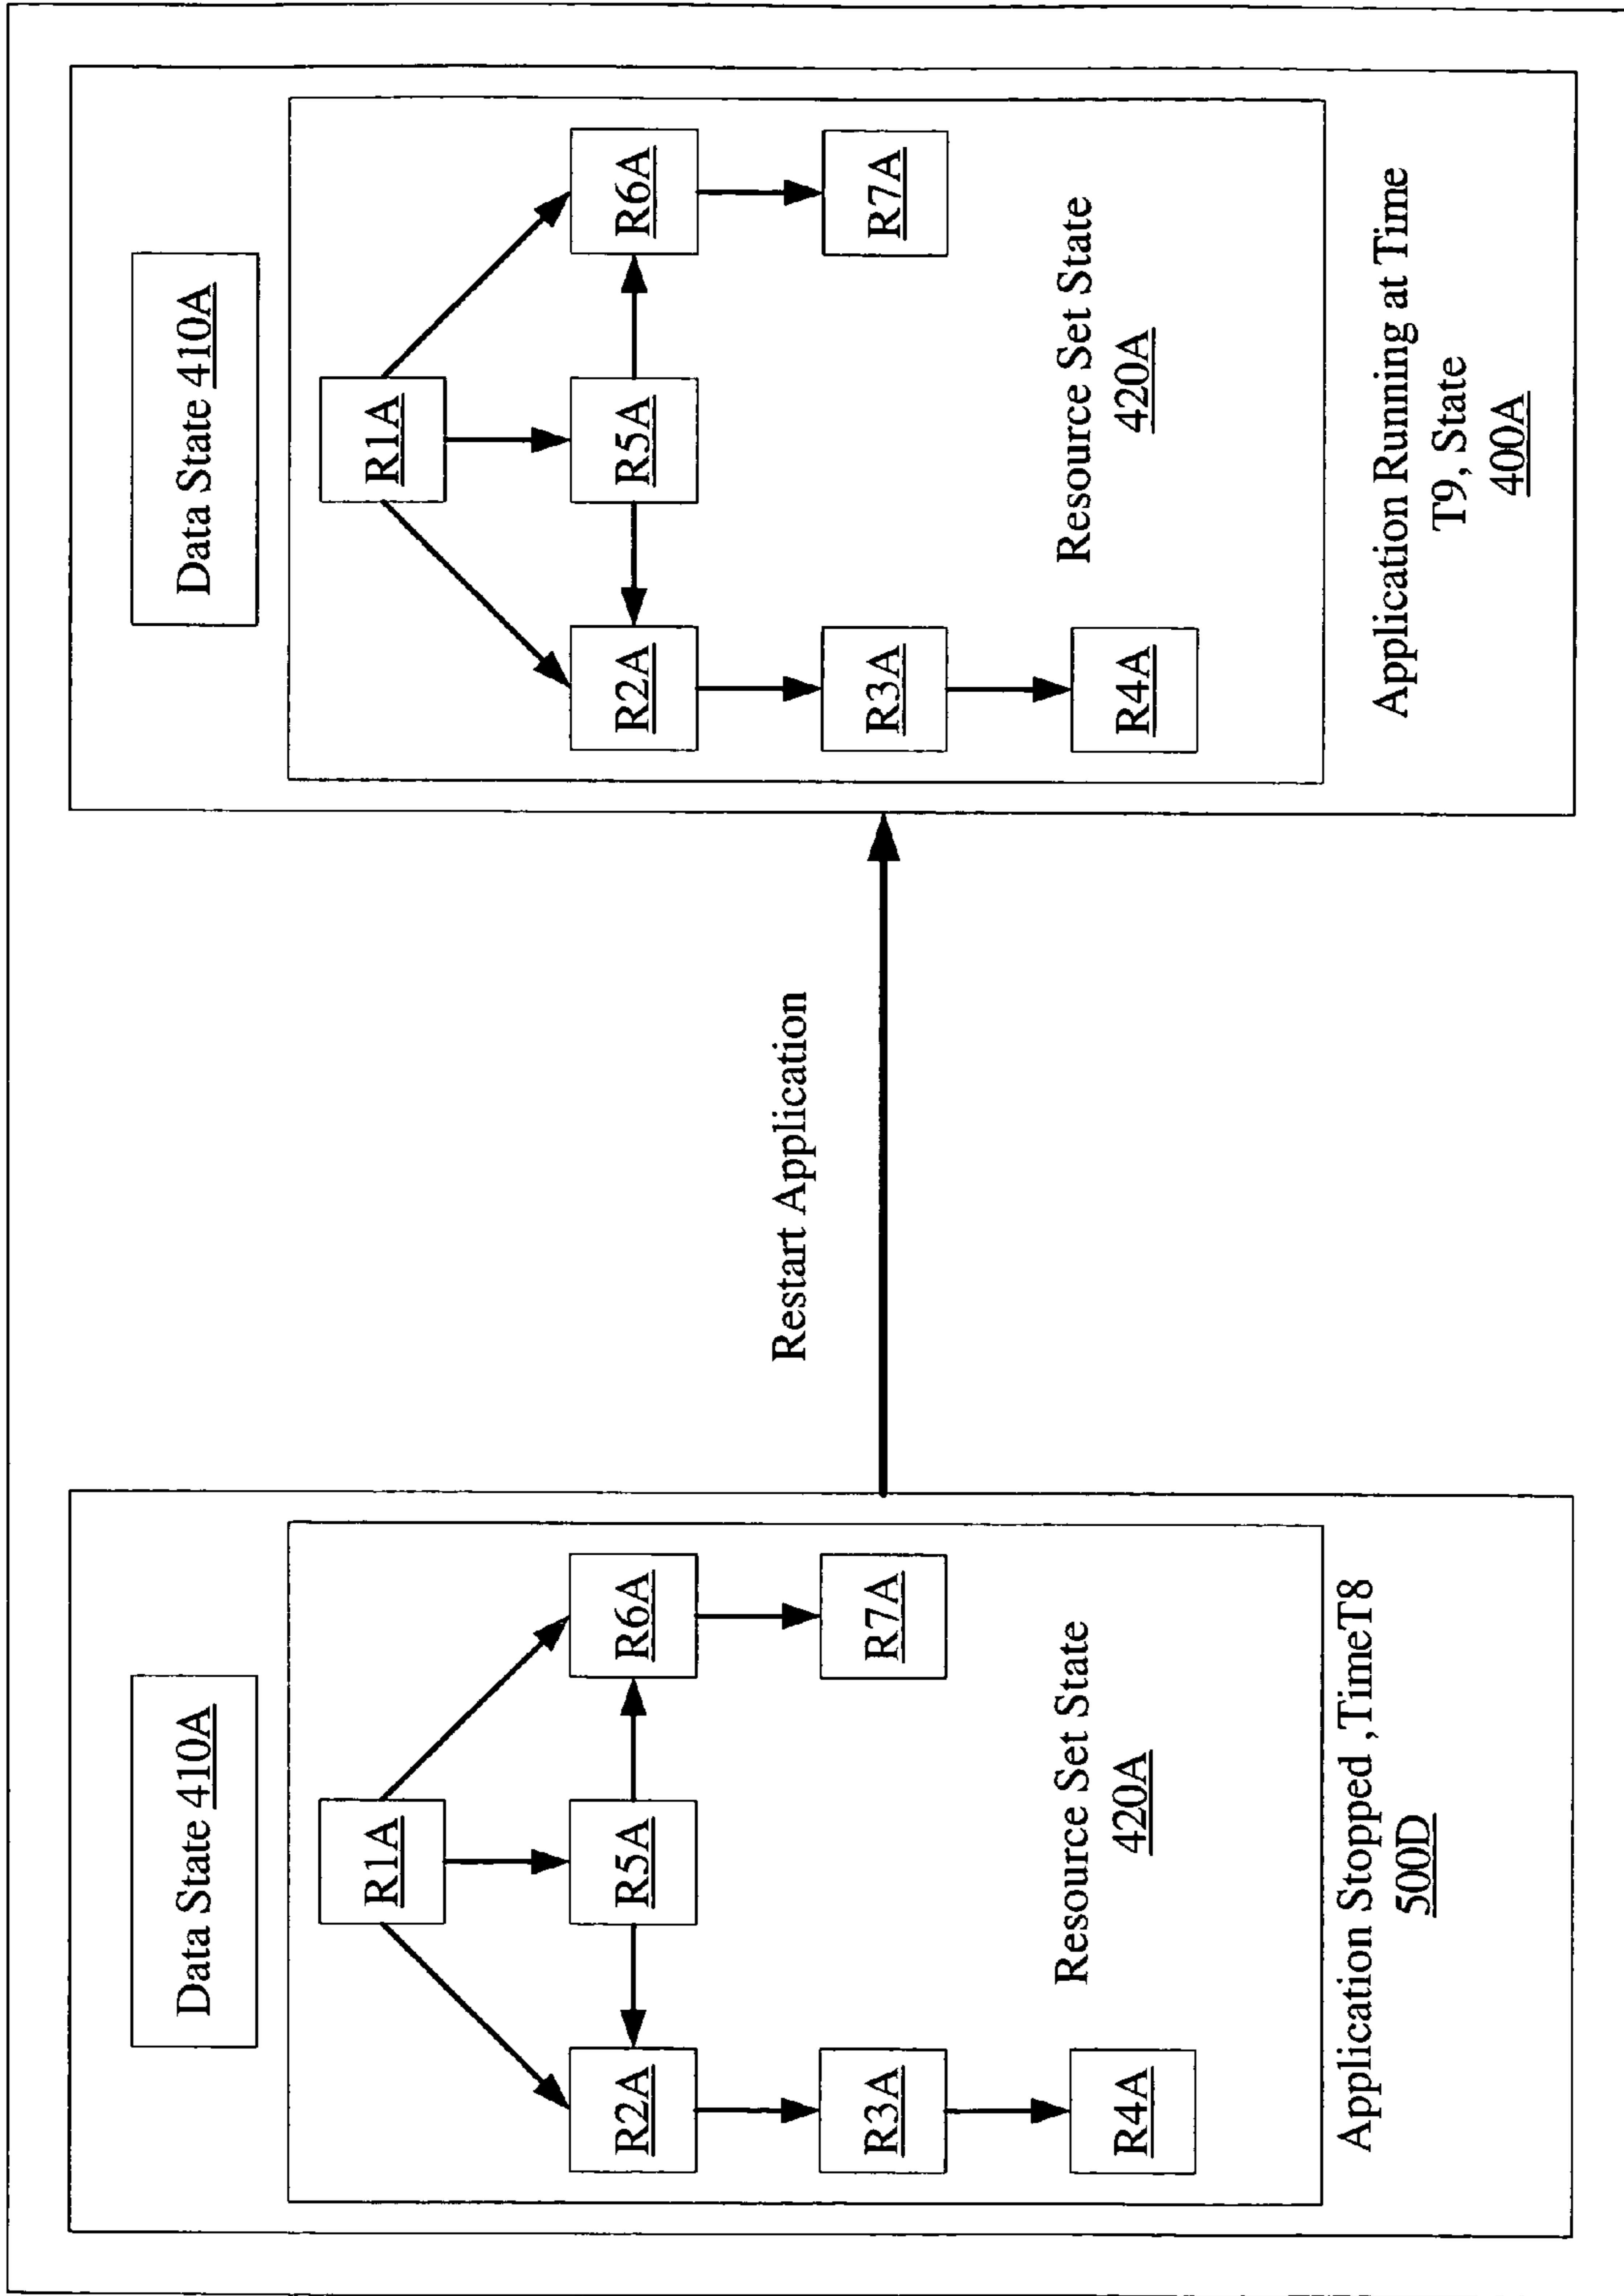 Data State 410A
R1A
R2A
R5A
R6A
R3A
R7A
R4A
Resource Set State
420A
Application Stopped ,TimeT8
500D
Restart Application
Data State 410A
R1A
R2A
R5A
R6A
R3A
R7A
R4A
Resource Set State
420A
Application Running at Time
T9, State
400A